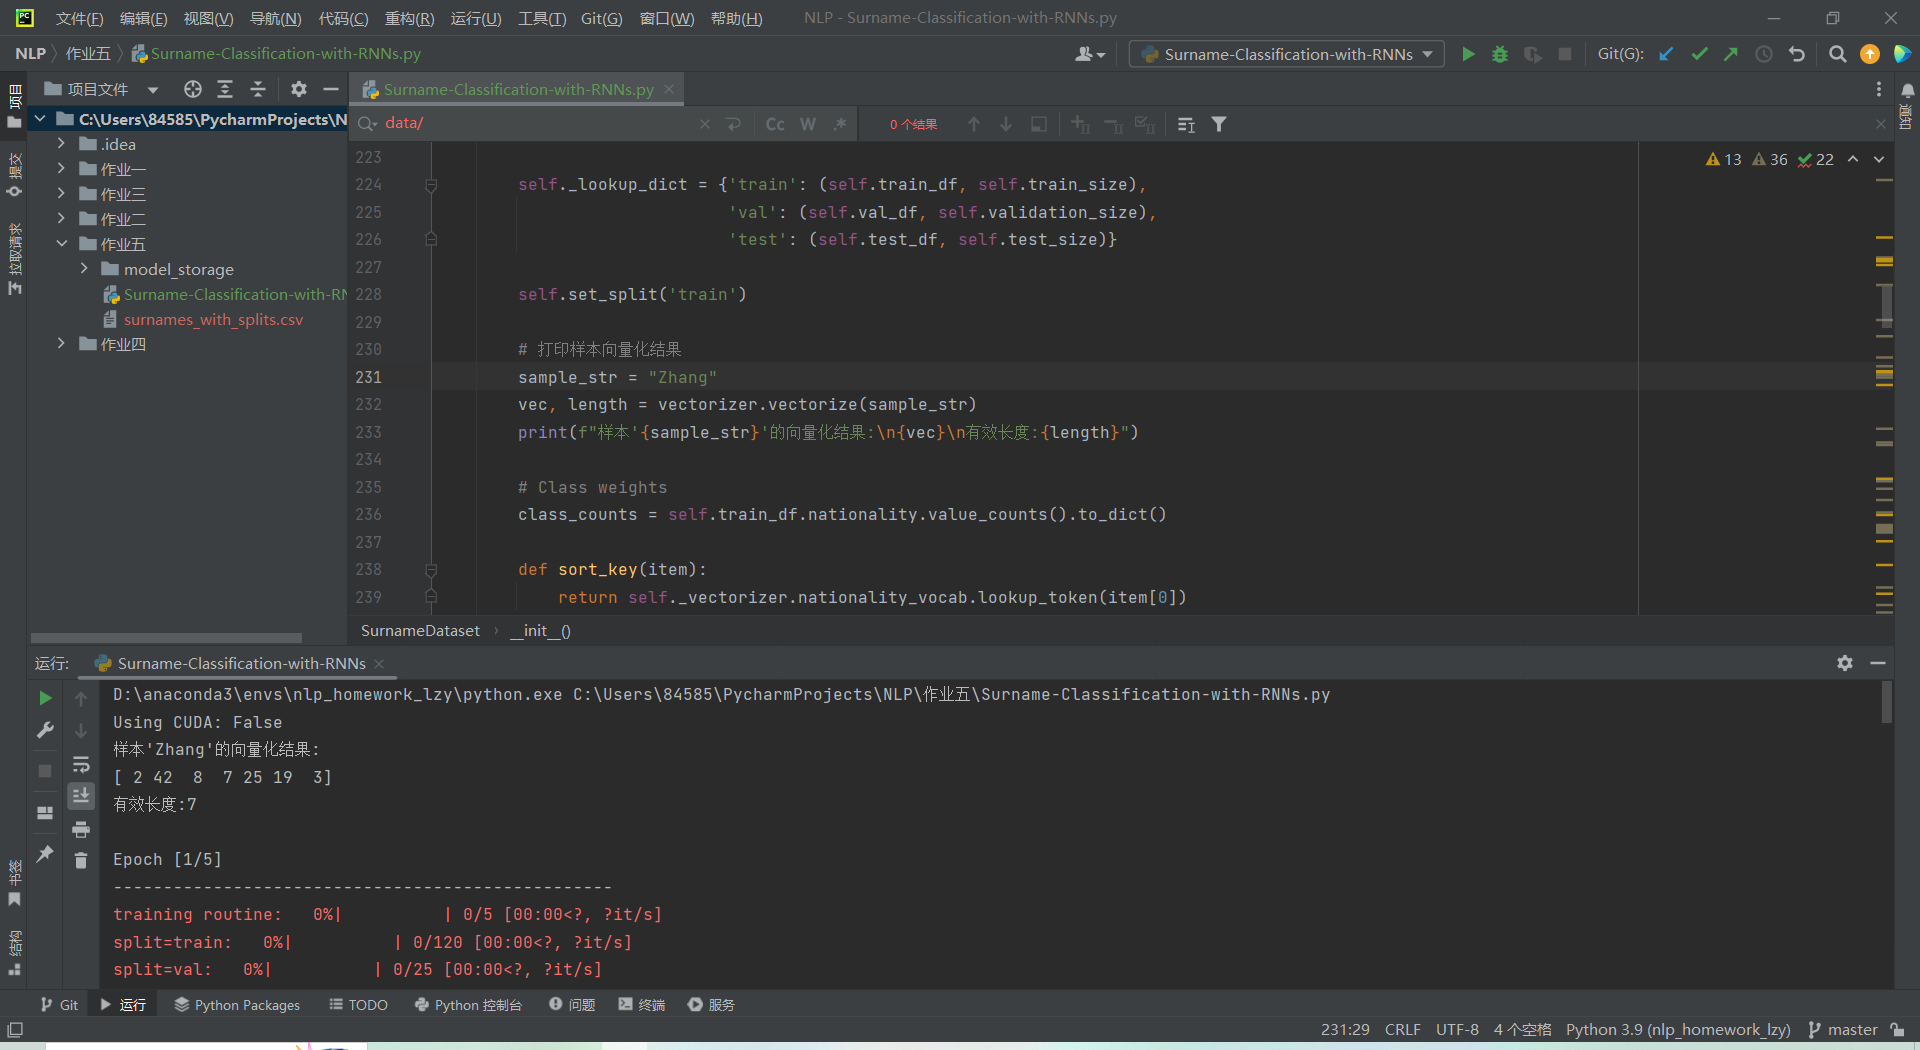 文件(F) 编辑(E) 视图(V) 导航(N) 代码(C) 重构(R) 运行(U) 工具(T) Git(G) 窗口(W) 帮助(H) NLP - Surname-Classification-with-RNNs.py
NLP 作业五 Surname-Classification-with-RNNs.py
Surname-Classification-with-RNNs
Git(G):
项目
提交
拉取请求
书签
结构
通知
项目文件
C:\Users\84585\PycharmProjects\N
.idea
作业一
作业三
作业二
作业五
model_storage
Surname-Classification-with-RN
surnames_with_splits.csv
作业四
Surname-Classification-with-RNNs.py
data/
Cc W .*
0 个结果
13 36 22
223
224 self._lookup_dict = {'train': (self.train_df, self.train_size),
225 'val': (self.val_df, self.validation_size),
226 'test': (self.test_df, self.test_size)}
227
228 self.set_split('train')
229
230 # 打印样本向量化结果
231 sample_str = "Zhang"
232 vec, length = vectorizer.vectorize(sample_str)
233 print(f"样本'{sample_str}'的向量化结果:\n{vec}\n有效长度:{length}")
234
235 # Class weights
236 class_counts = self.train_df.nationality.value_counts().to_dict()
237
238 def sort_key(item):
239 return self._vectorizer.nationality_vocab.lookup_token(item[0])
SurnameDataset › __init__()
运行: Surname-Classification-with-RNNs
D:\anaconda3\envs\nlp_homework_lzy\python.exe C:\Users\84585\PycharmProjects\NLP\作业五\Surname-Classification-with-RNNs.py
Using CUDA: False
样本'Zhang'的向量化结果:
[ 2 42  8  7 25 19  3]
有效长度:7
Epoch [1/5]
--------------------------------------------------
training routine:   0%|          | 0/5 [00:00<?, ?it/s]
split=train:   0%|          | 0/120 [00:00<?, ?it/s]
split=val:   0%|          | 0/25 [00:00<?, ?it/s]
Git 运行 Python Packages TODO Python 控制台 问题 终端 服务
231:29 CRLF UTF-8 4 个空格 Python 3.9 (nlp_homework_lzy) master